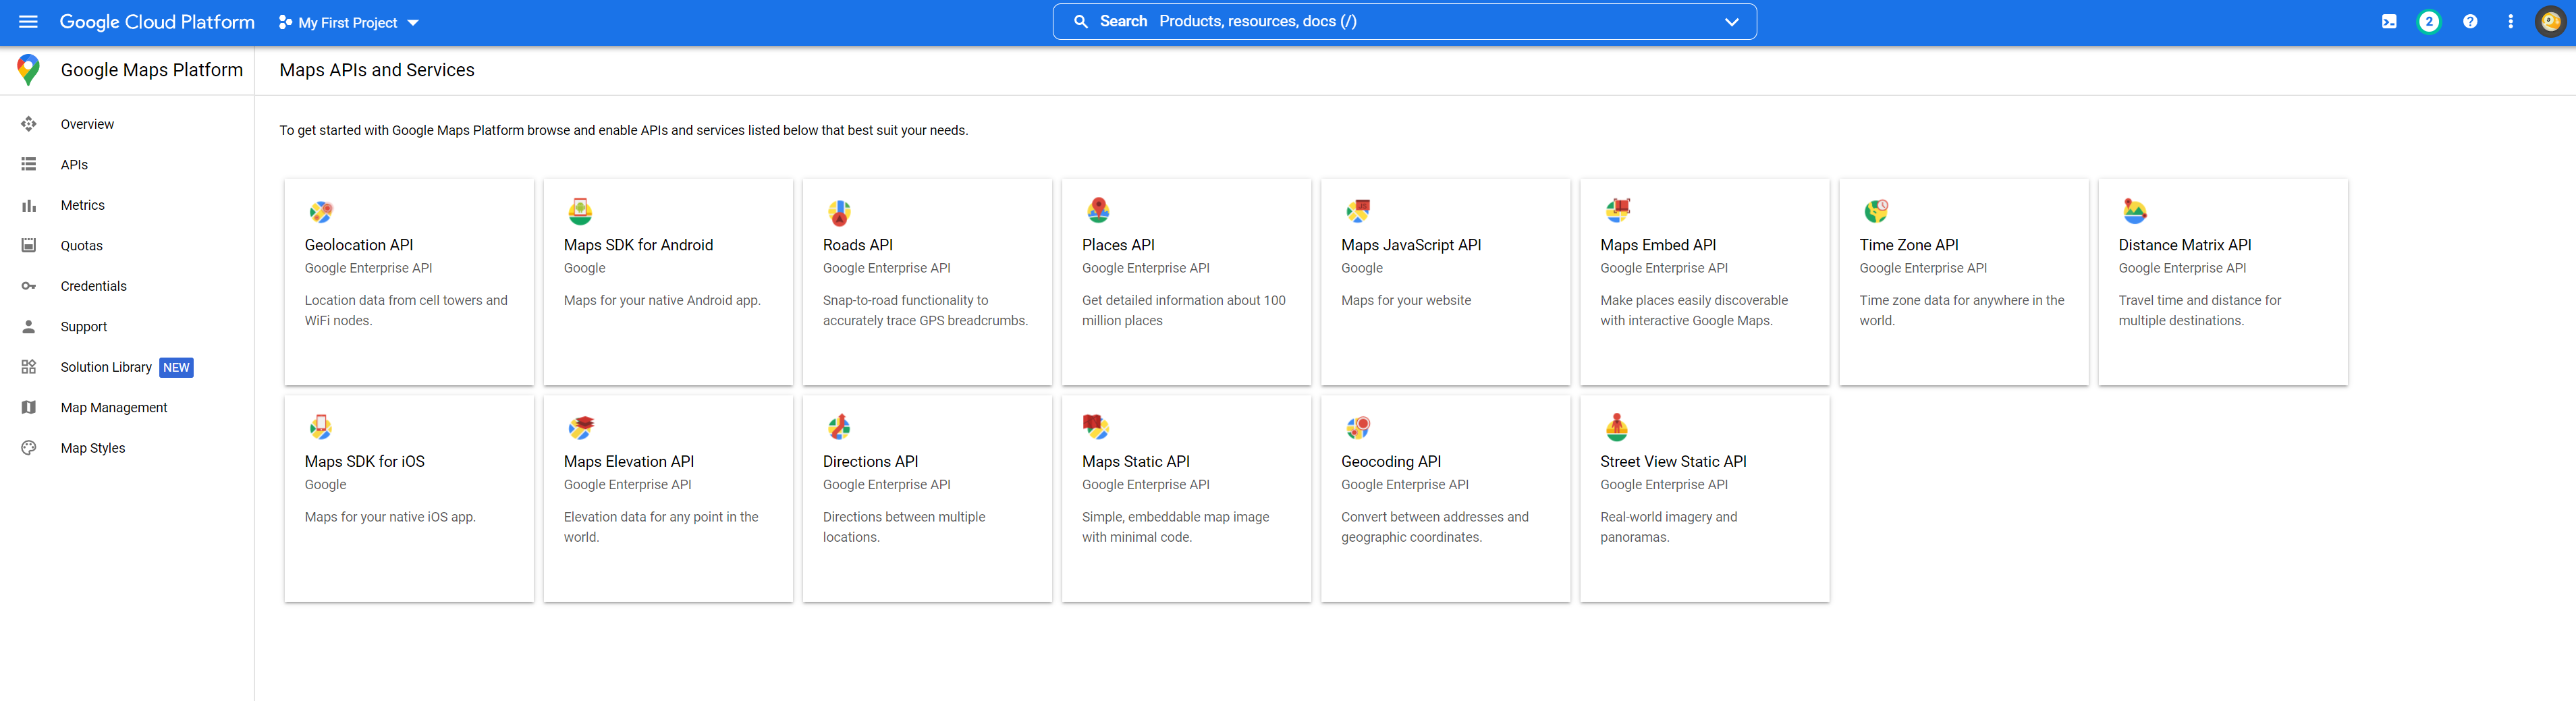 Google Cloud Platform
My First Project
Search Products, resources, docs (/)
2
Google Maps Platform
Maps APIs and Services
Overview
APIs
Metrics
Quotas
Credentials
Support
Solution Library NEW
Map Management
Map Styles
To get started with Google Maps Platform browse and enable APIs and services listed below that best suit your needs.
Geolocation API
Google Enterprise API
Location data from cell towers and
WiFi nodes.
Maps SDK for Android
Google
Maps for your native Android app.
Roads API
Google Enterprise API
Snap-to-road functionality to
accurately trace GPS breadcrumbs.
Places API
Google Enterprise API
Get detailed information about 100
million places
Maps JavaScript API
Google
Maps for your website
Maps Embed API
Google Enterprise API
Make places easily discoverable
with interactive Google Maps.
Time Zone API
Google Enterprise API
Time zone data for anywhere in the
world.
Distance Matrix API
Google Enterprise API
Travel time and distance for
multiple destinations.
Maps SDK for iOS
Google
Maps for your native iOS app.
Maps Elevation API
Google Enterprise API
Elevation data for any point in the
world.
Directions API
Google Enterprise API
Directions between multiple
locations.
Maps Static API
Google Enterprise API
Simple, embeddable map image
with minimal code.
Geocoding API
Google Enterprise API
Convert between addresses and
geographic coordinates.
Street View Static API
Google Enterprise API
Real-world imagery and
panoramas.